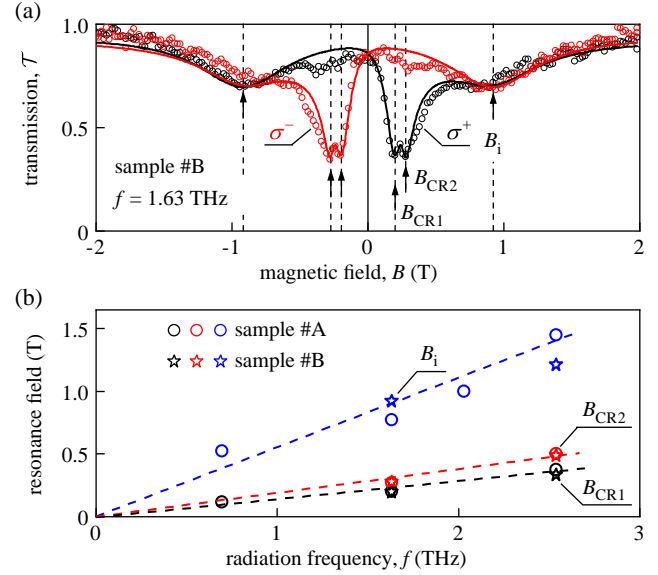 (a)
1.0
0.5
0
transmission, 𝒯
σ⁻
σ⁺
B_i
B_CR2
B_CR1
sample #B
f = 1.63 THz
-2
-1
0
1
2
magnetic field, B (T)
(b)
1.5
1.0
0.5
0
resonance field (T)
sample #A
sample #B
B_i
B_CR2
B_CR1
0
1
2
3
radiation frequency, f (THz)